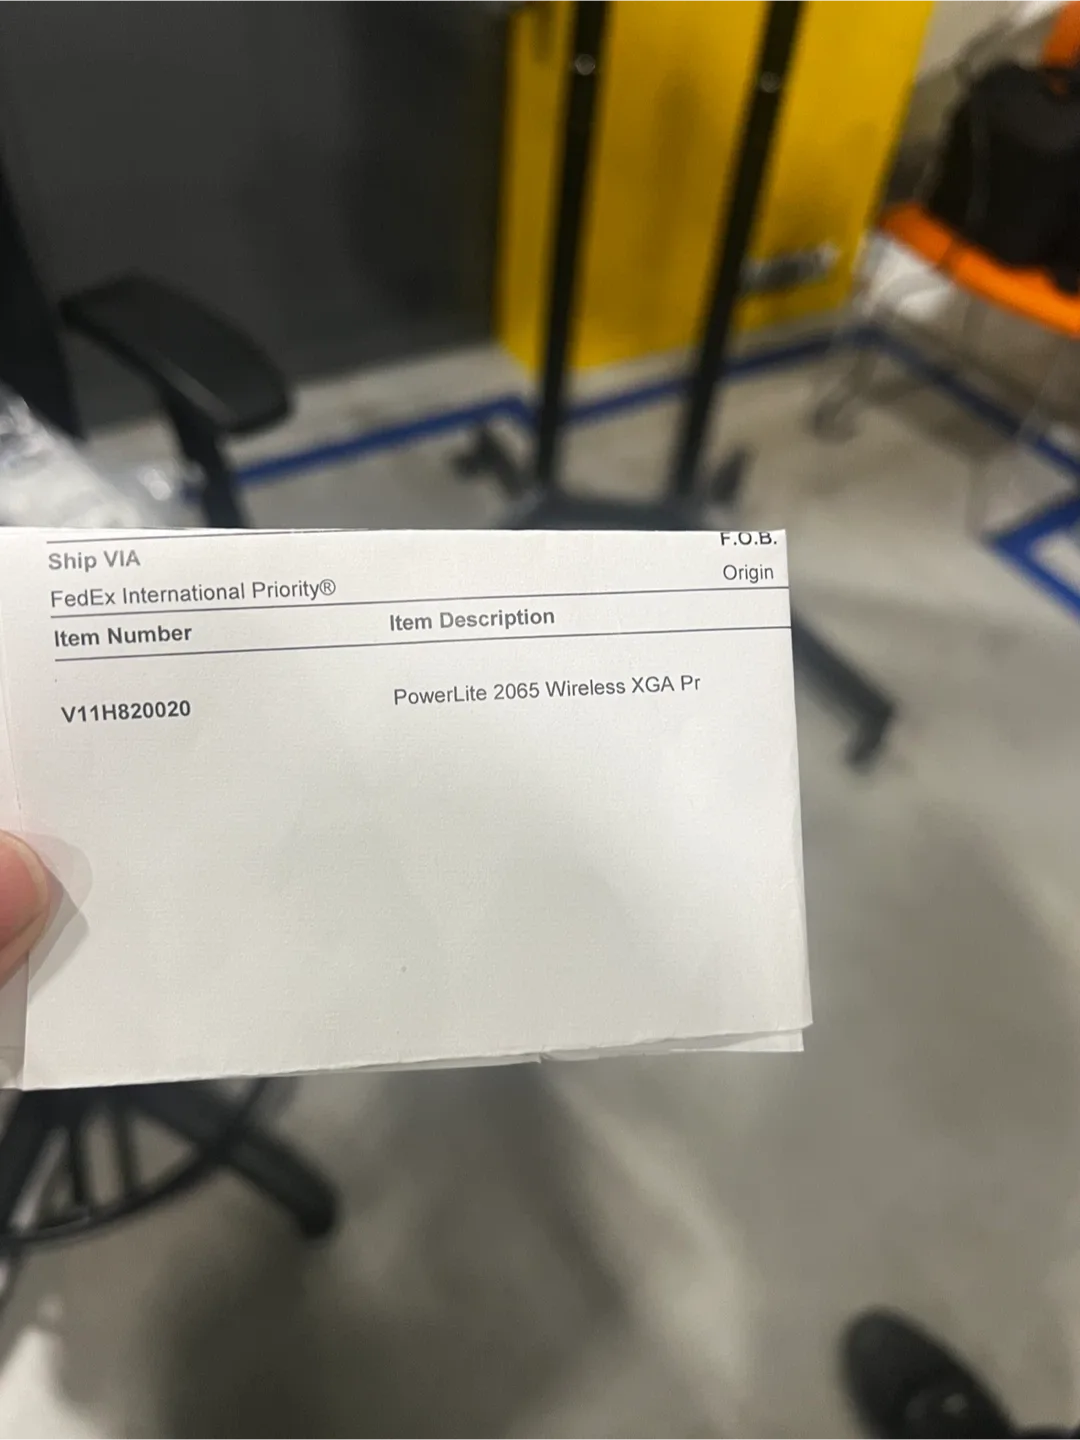 Ship VIA
F.O.B.
FedEx International Priority®
Origin
Item Number
Item Description
V11H820020
PowerLite 2065 Wireless XGA Pr